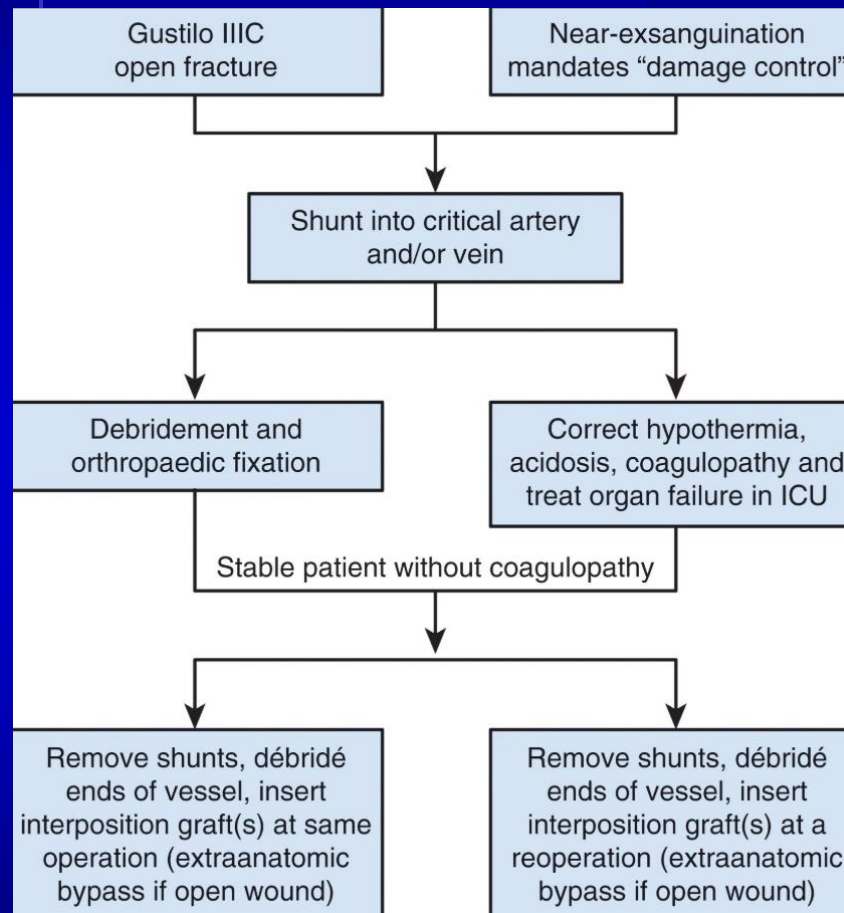 Gustilo IIIC
open fracture
Near-exsanguination
mandates “damage control”
Shunt into critical artery
and/or vein
Debridement and
orthopaedic fixation
Correct hypothermia,
acidosis, coagulopathy and
treat organ failure in ICU
Stable patient without coagulopathy
Remove shunts, débridé
ends of vessel, insert
interposition graft(s) at same
operation (extraanatomic
bypass if open wound)
Remove shunts, débridé
ends of vessel, insert
interposition graft(s) at a
reoperation (extraanatomic
bypass if open wound)